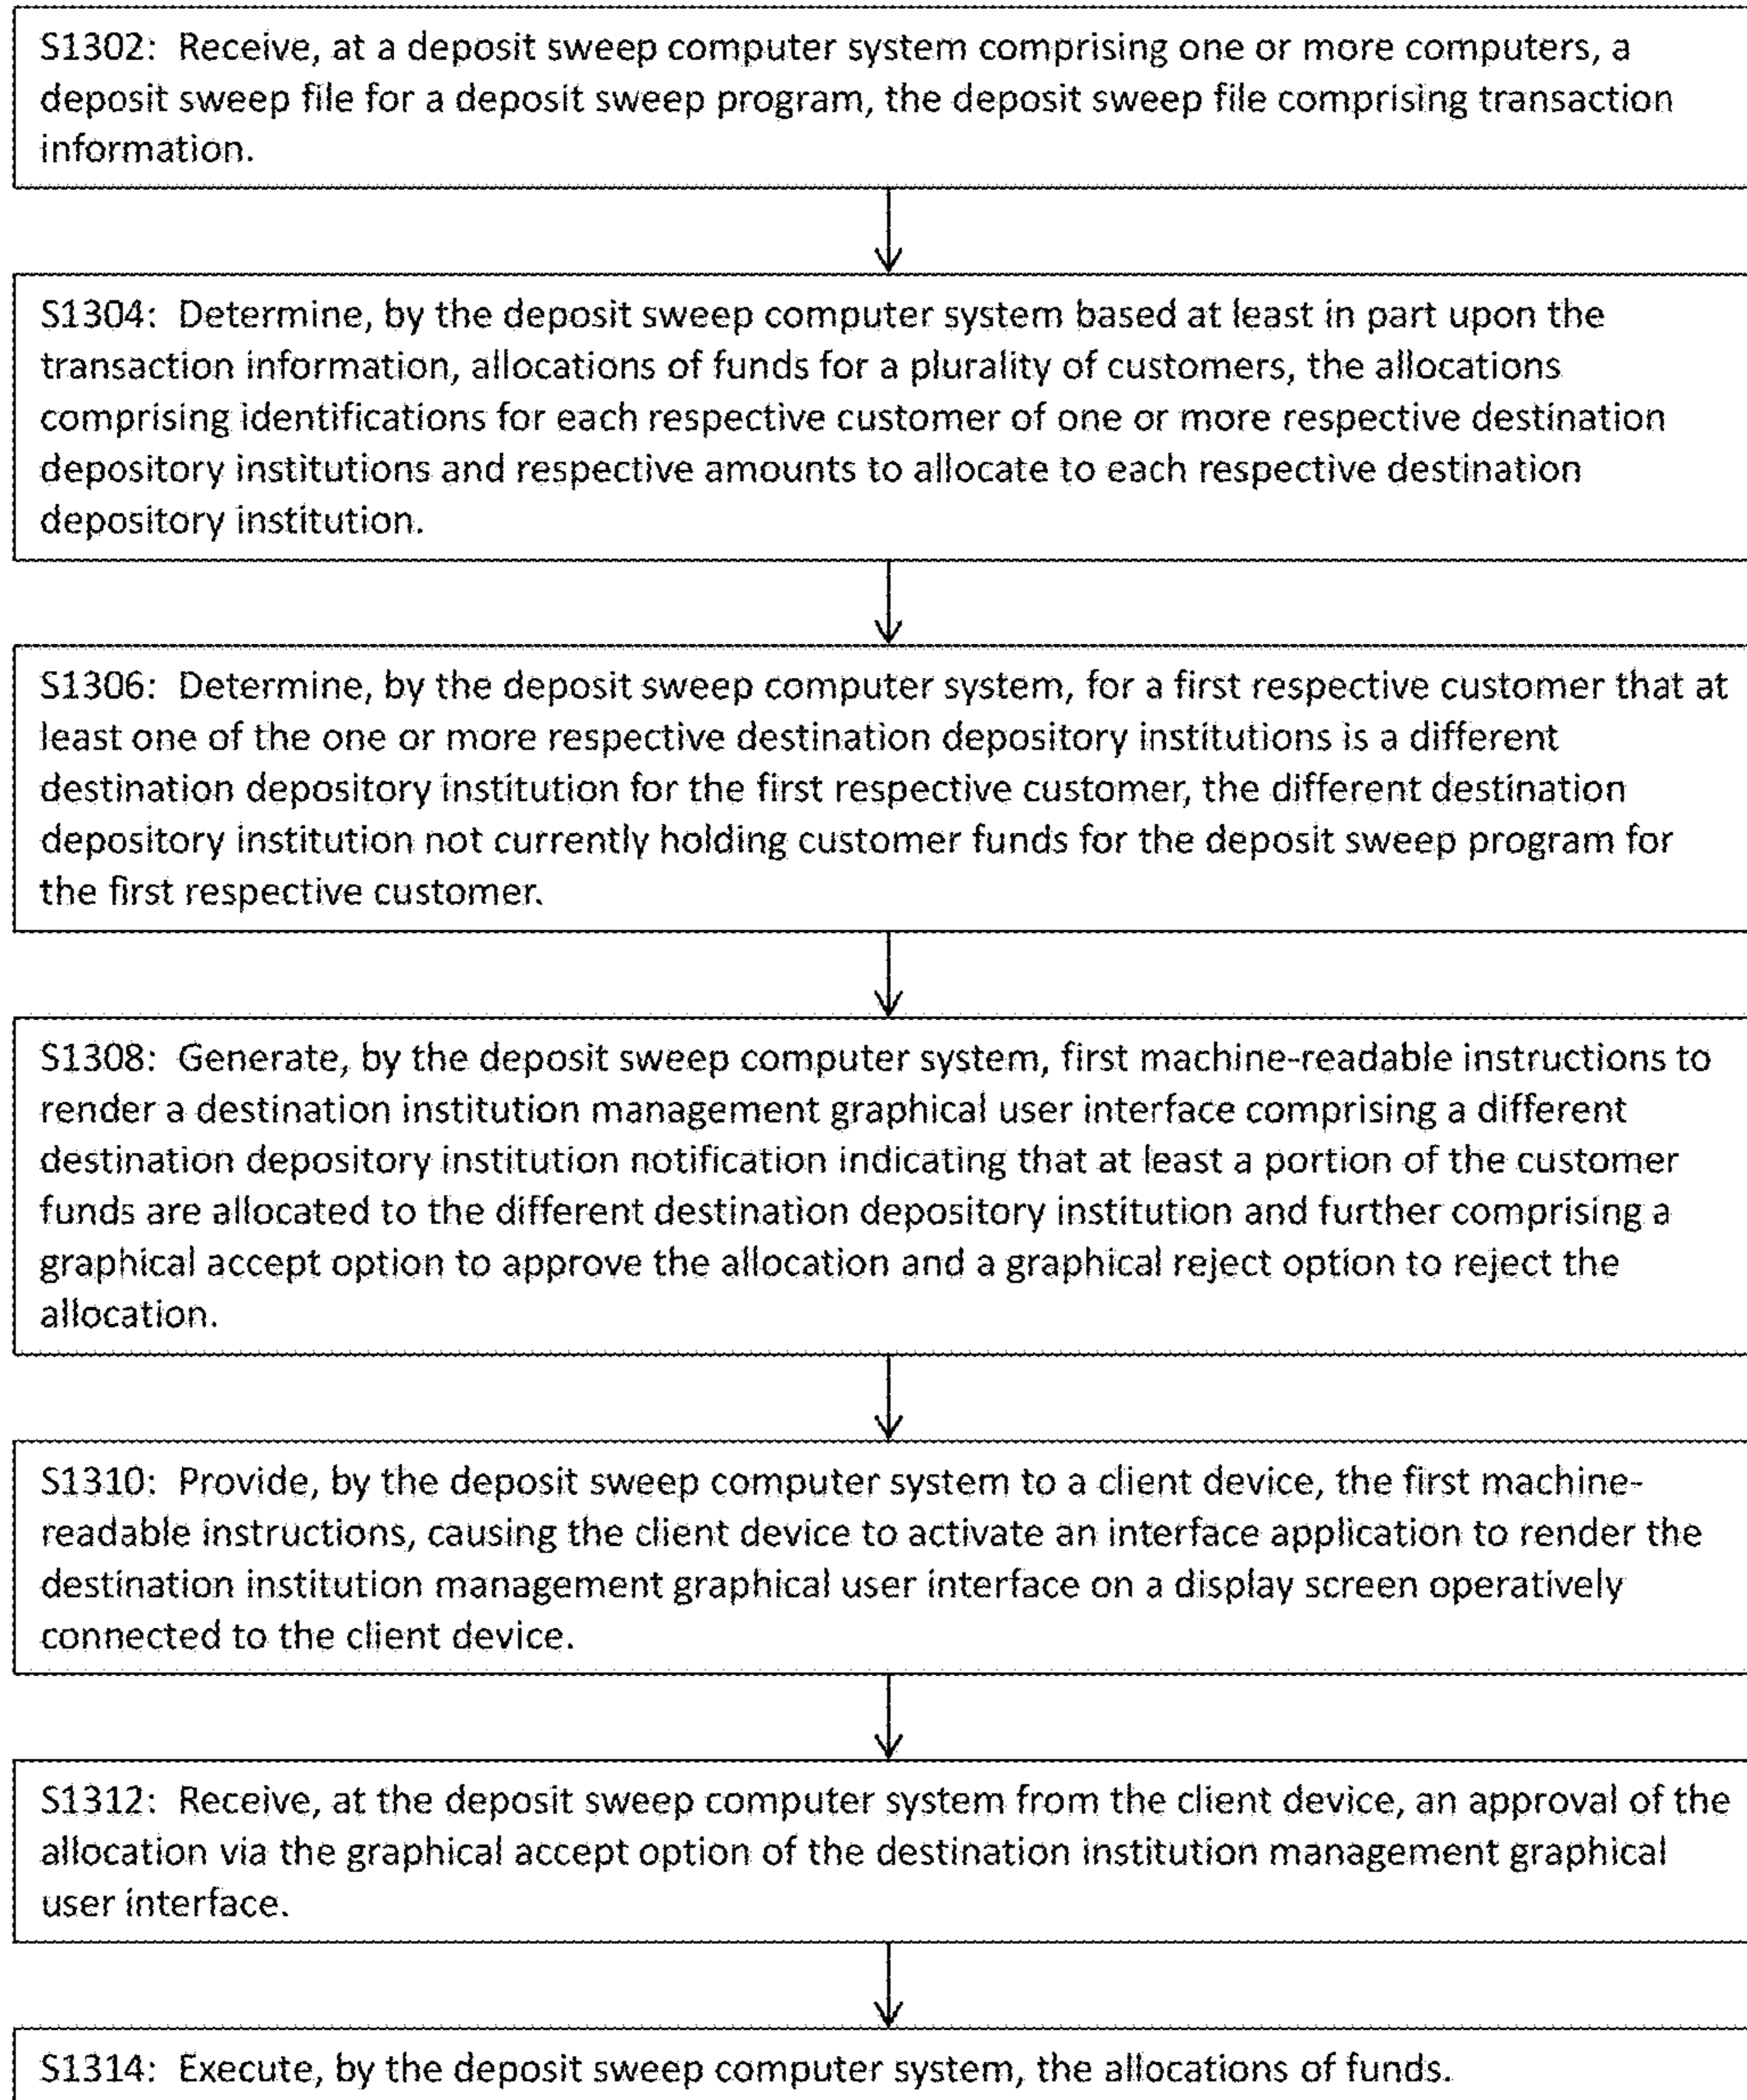 S1302: Receive, at a deposit sweep computer system comprising one or more computers, a
deposit sweep file for a deposit sweep program, the deposit sweep file comprising transaction
information.
S1304: Determine, by the deposit sweep computer system based at least in part upon the
transaction information, allocations of funds for a plurality of customers, the allocations
comprising identifications for each respective customer of one or more respective destination
depository institutions and respective amounts to allocate to each respective destination
depository institution.
S1306: Determine, by the deposit sweep computer system, for a first respective customer that at
least one of the one or more respective destination depository institutions is a different
destination depository institution for the first respective customer, the different destination
depository institution not currently holding customer funds for the deposit sweep program for
the first respective customer.
S1308: Generate, by the deposit sweep computer system, first machine-readable instructions to
render a destination institution management graphical user interface comprising a different
destination depository institution notification indicating that at least a portion of the customer
funds are allocated to the different destination depository institution and further comprising a
graphical accept option to approve the allocation and a graphical reject option to reject the
allocation.
S1310: Provide, by the deposit sweep computer system to a client device, the first machine-
readable instructions, causing the client device to activate an interface application to render the
destination institution management graphical user interface on a display screen operatively
connected to the client device.
S1312: Receive, at the deposit sweep computer system from the client device, an approval of the
allocation via the graphical accept option of the destination institution management graphical
user interface.
S1314: Execute, by the deposit sweep computer system, the allocations of funds.